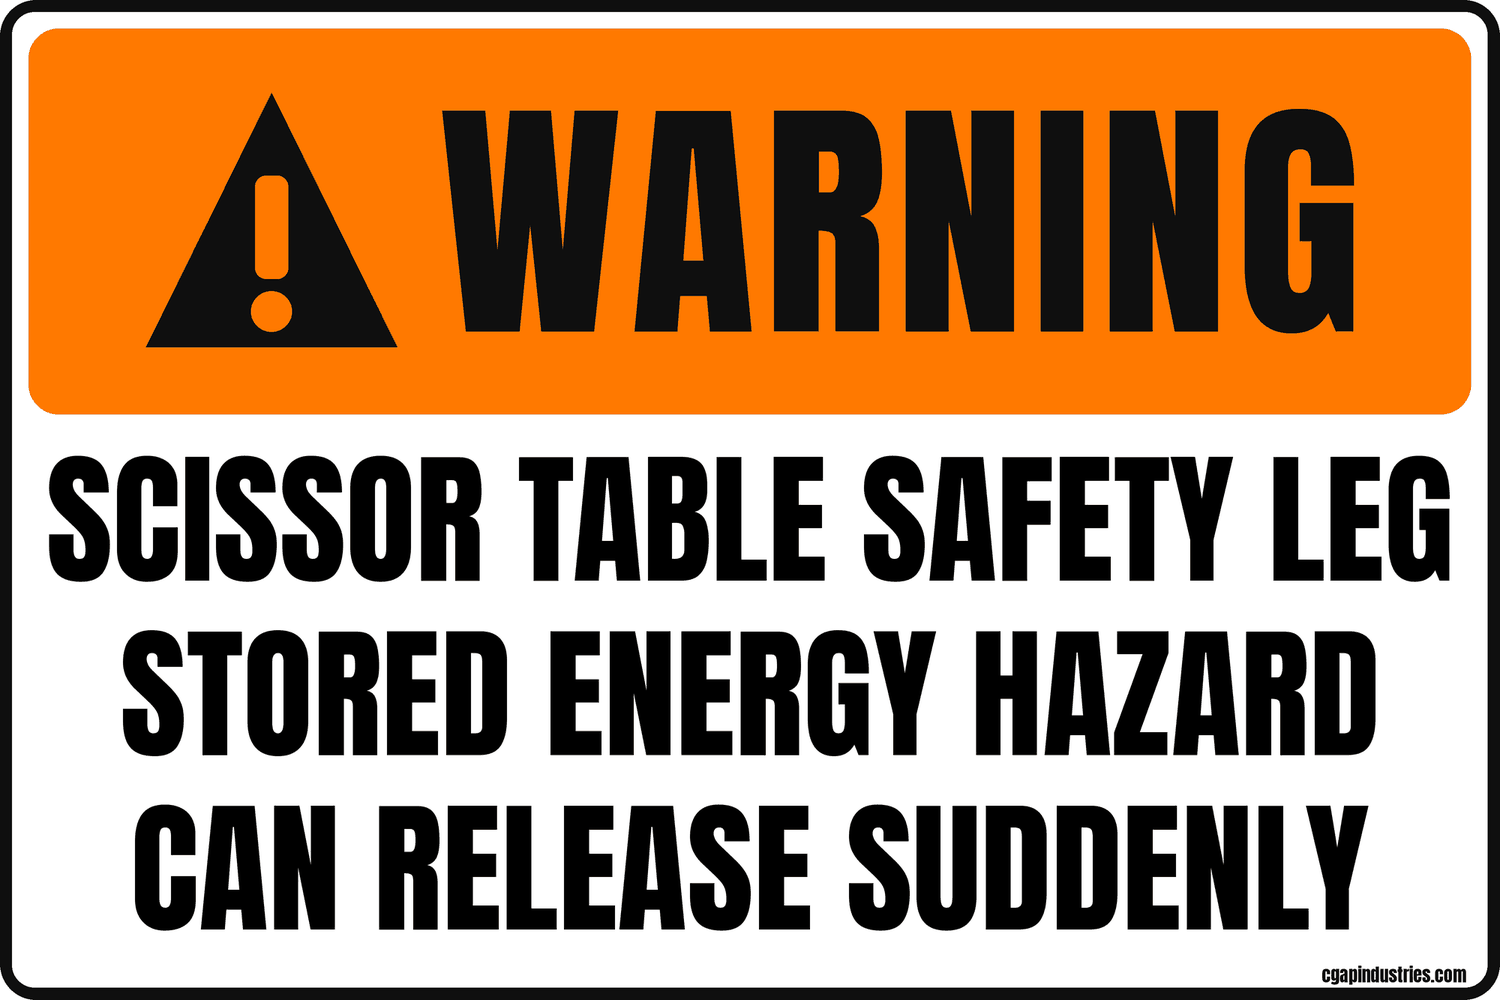 WARNING
SCISSOR TABLE SAFETY LEG
STORED ENERGY HAZARD
CAN RELEASE SUDDENLY
cgapindustries.com